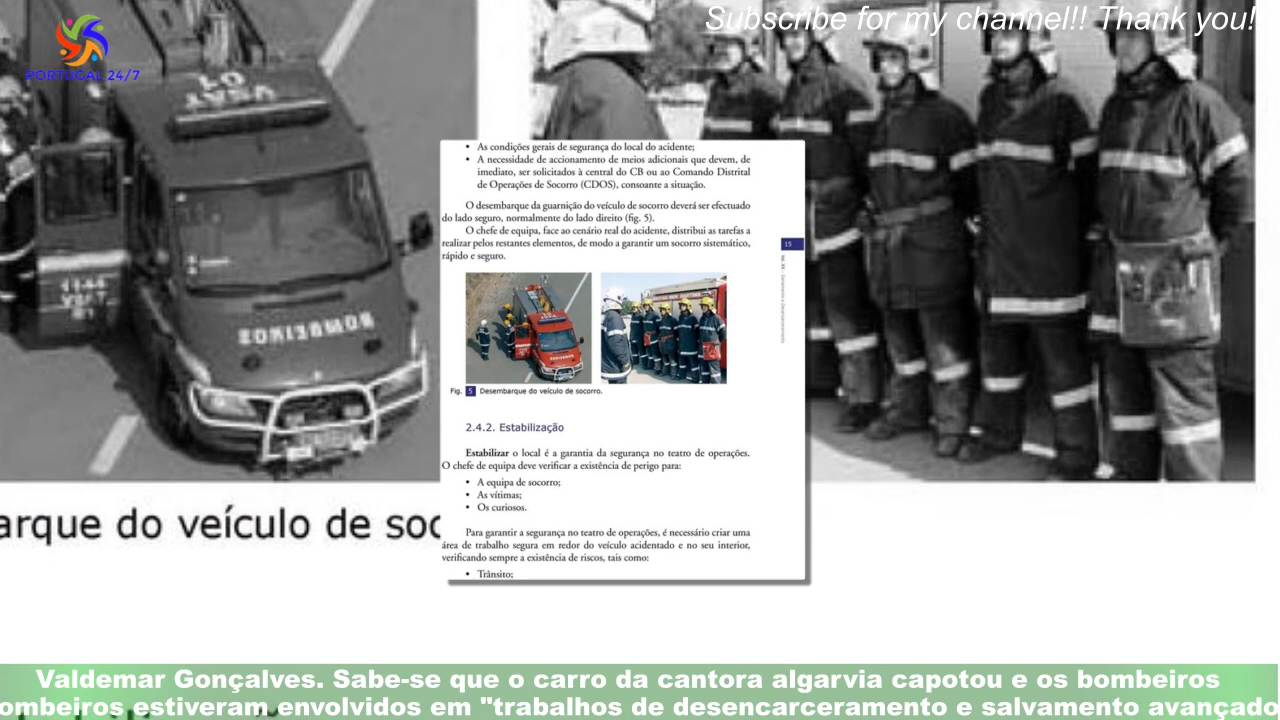 Subscribe for my channel!! Thank you!
PORTUGAL 24/7
• As condições gerais de segurança do local do acidente;
• A necessidade de accionamento de meios adicionais que devem, de
imediato, ser solicitados à central do CB ou ao Comando Distrital
de Operações de Socorro (CDOS), consoante a situação.
O desembarque da guarnição do veículo de socorro deverá ser efectuado
do lado seguro, normalmente do lado direito (fig. 5).
O chefe de equipa, face ao cenário real do acidente, distribui as tarefas a
realizar pelos restantes elementos, de modo a garantir um socorro sistemático,
rápido e seguro.
15
Fig. 5 Desembarque do veículo de socorro.
2.4.2. Estabilização
Estabilizar o local é a garantia da segurança no teatro de operações.
O chefe de equipa deve verificar a existência de perigo para:
• A equipa de socorro;
• As vítimas;
• Os curiosos.
Para garantir a segurança no teatro de operações, é necessário criar uma
área de trabalho segura em redor do veículo acidentado e no seu interior,
verificando sempre a existência de riscos, tais como:
• Trânsito;
arque do veículo de soc
Valdemar Gonçalves. Sabe-se que o carro da cantora algarvia capotou e os bombeiros
ombeiros estiveram envolvidos em "trabalhos de desencarceramento e salvamento avançado